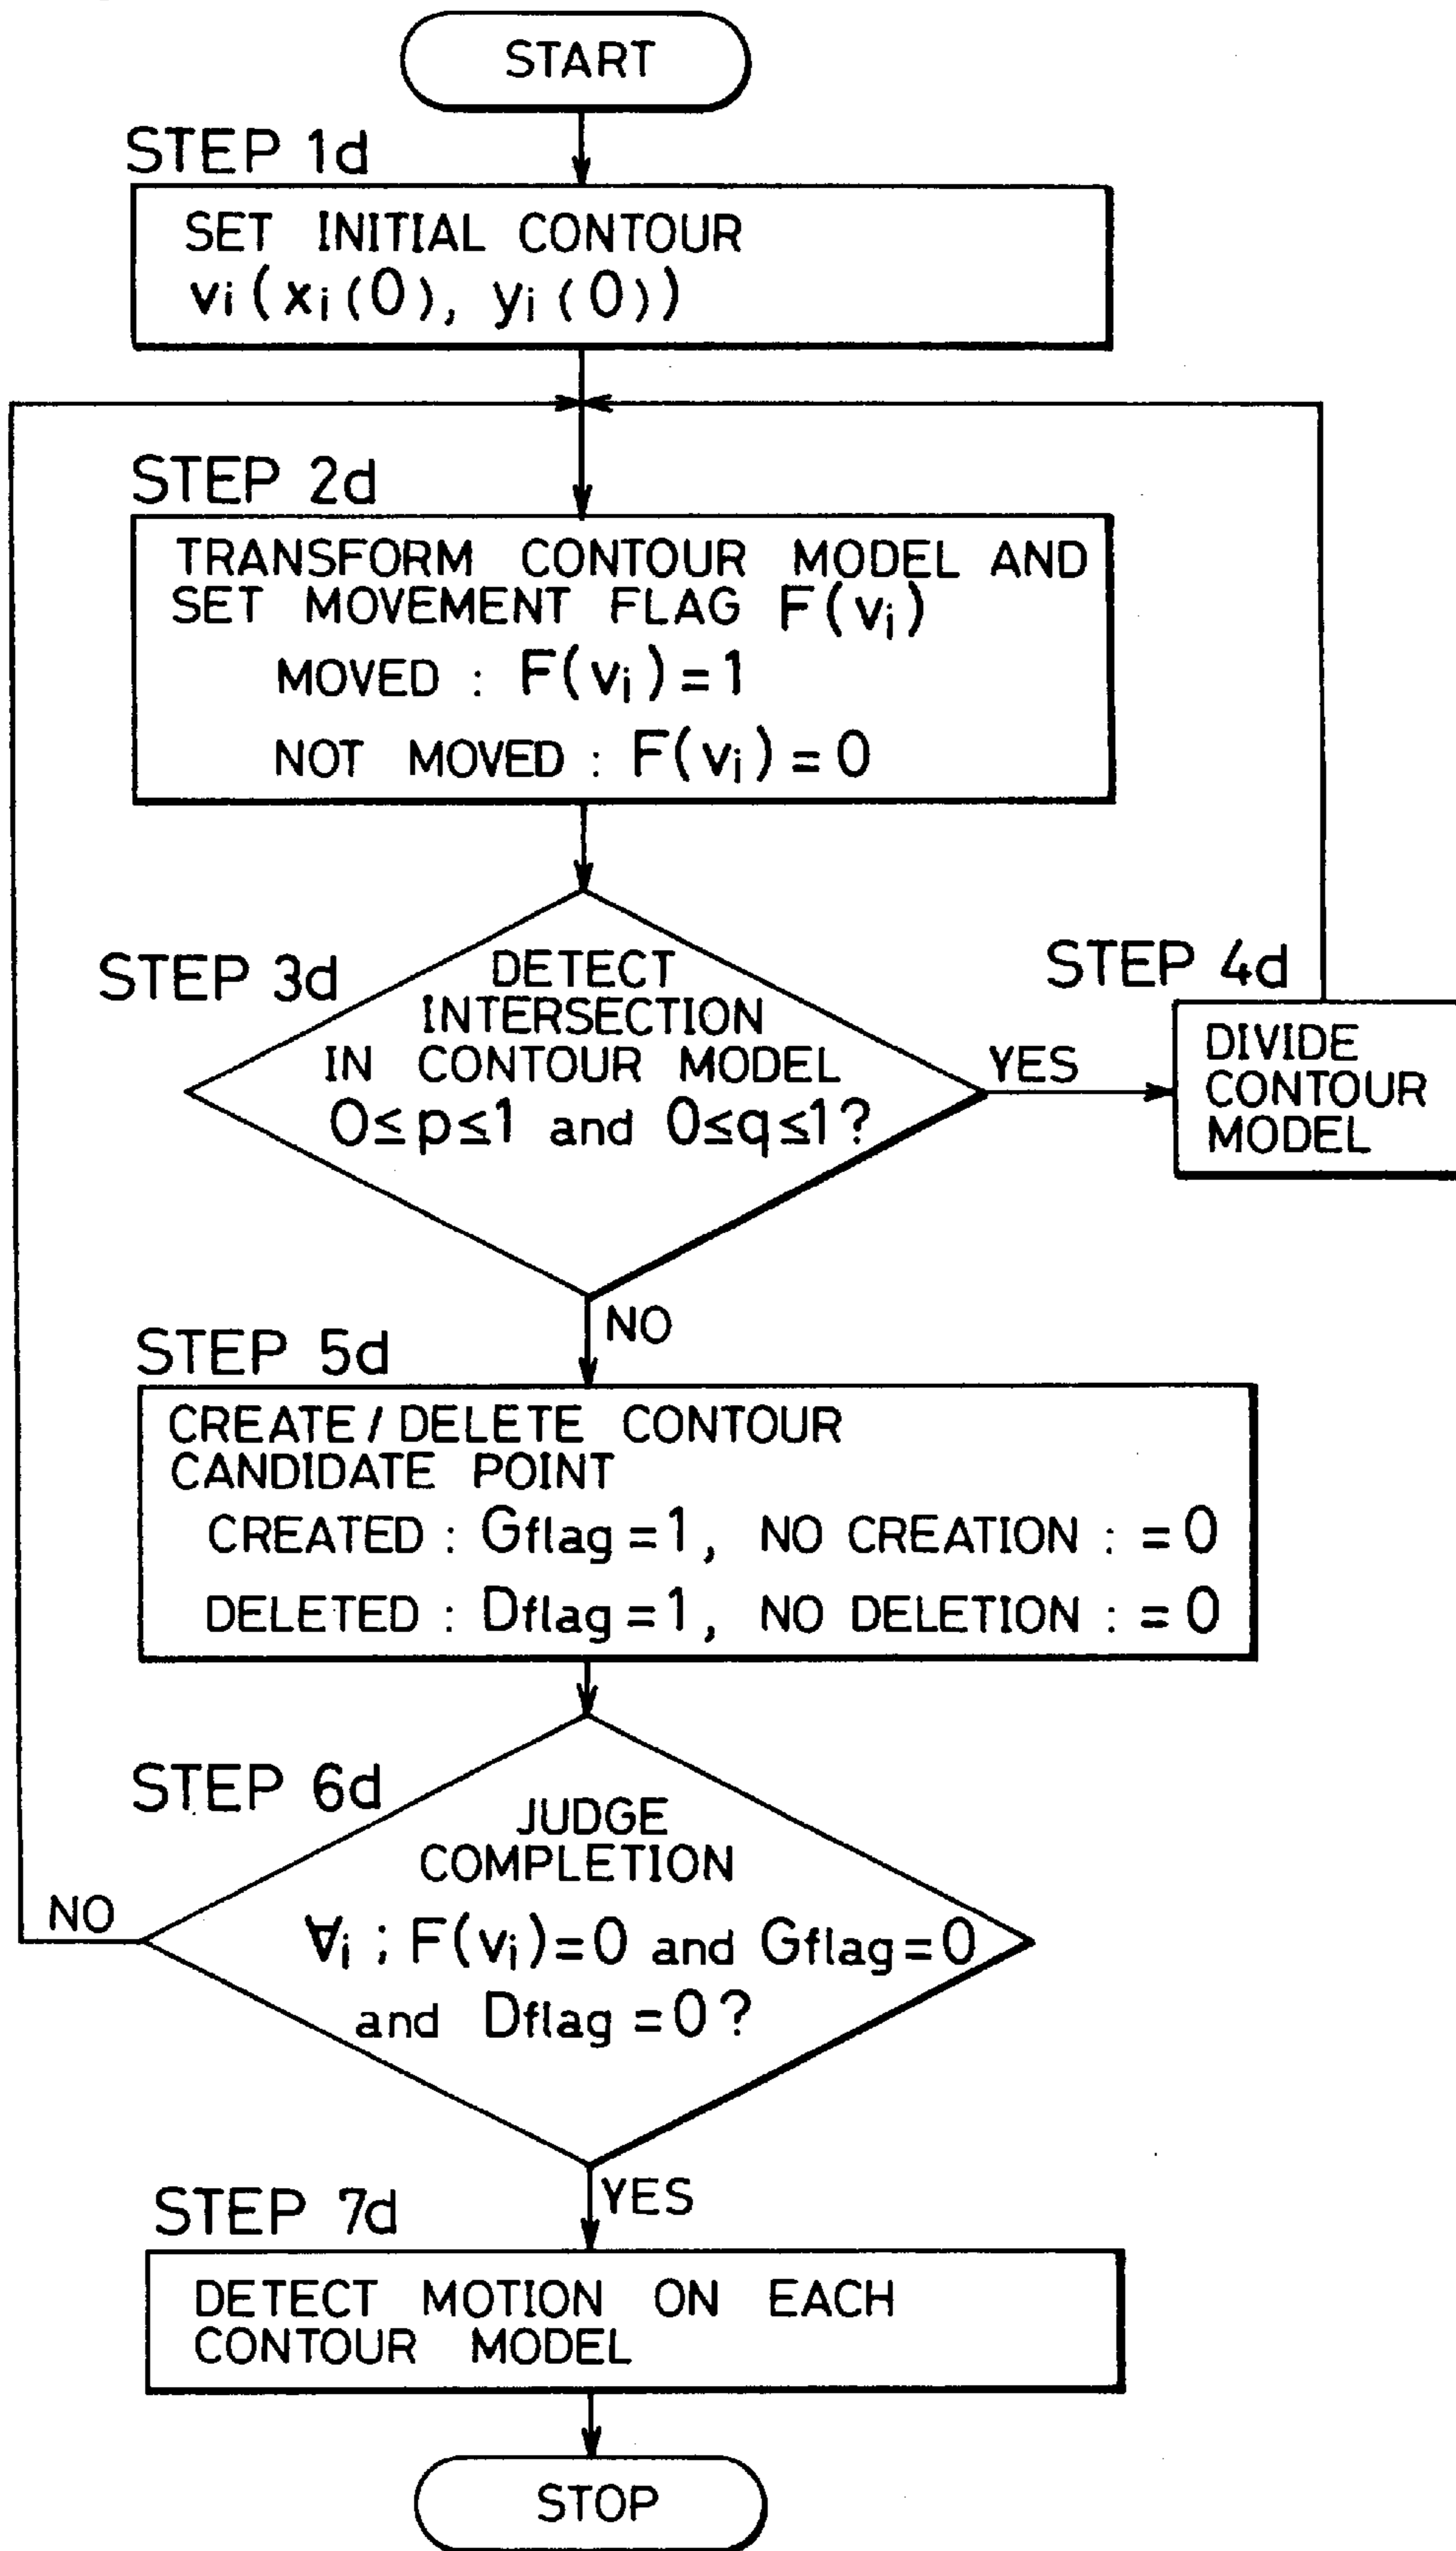 START
STEP 1d
SET INITIAL CONTOUR
vi(xi(0), yi(0))
STEP 2d
TRANSFORM CONTOUR MODEL AND
SET MOVEMENT FLAG F(vi)
MOVED : F(vi)=1
NOT MOVED : F(vi)=0
STEP 3d
DETECT
INTERSECTION
IN CONTOUR MODEL
0≤p≤1 and 0≤q≤1?
YES
STEP 4d
DIVIDE
CONTOUR
MODEL
NO
STEP 5d
CREATE/DELETE CONTOUR
CANDIDATE POINT
CREATED : Gflag=1, NO CREATION : =0
DELETED : Dflag=1, NO DELETION : =0
STEP 6d
JUDGE
COMPLETION
∀i ; F(vi)=0 and Gflag=0
and Dflag=0?
NO
YES
STEP 7d
DETECT MOTION ON EACH
CONTOUR MODEL
STOP